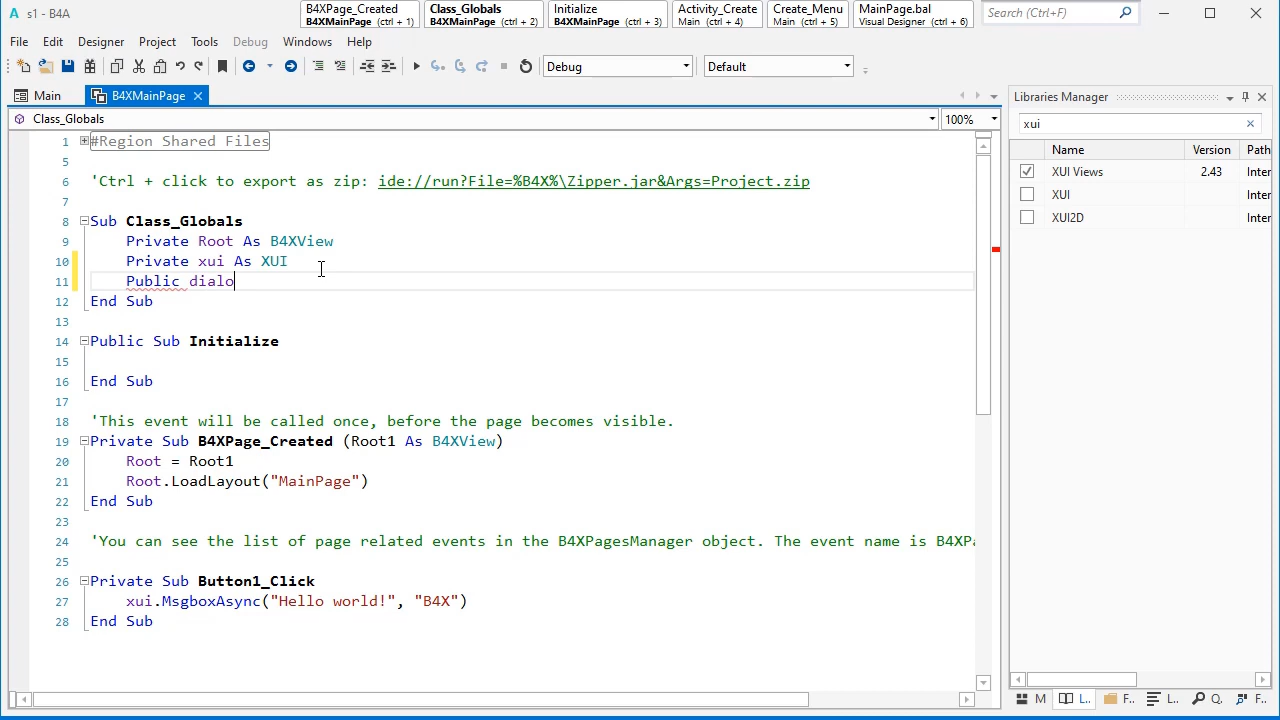 s1 - B4A
B4XPage_Created
B4XMainPage (ctrl + 1)
Class_Globals
B4XMainPage (ctrl + 2)
Initialize
B4XMainPage (ctrl + 3)
Activity_Create
Main (ctrl + 4)
Create_Menu
Main (ctrl + 5)
MainPage.bal
Visual Designer (ctrl + 6)
Search (Ctrl+F)
File Edit Designer Project Tools Debug Windows Help
Debug Default
Main B4XMainPage
Class_Globals 100%
1 #Region Shared Files
5
6 'Ctrl + click to export as zip: ide://run?File=%B4X%\Zipper.jar&Args=Project.zip
7
8 Sub Class_Globals
9 Private Root As B4XView
10 Private xui As XUI
11 Public dialo
12 End Sub
13
14 Public Sub Initialize
15
16 End Sub
17
18 'This event will be called once, before the page becomes visible.
19 Private Sub B4XPage_Created (Root1 As B4XView)
20 Root = Root1
21 Root.LoadLayout("MainPage")
22 End Sub
23
24 'You can see the list of page related events in the B4XPagesManager object. The event name is B4XPa
25
26 Private Sub Button1_Click
27 xui.MsgboxAsync("Hello world!", "B4X")
28 End Sub
Libraries Manager
xui
Name Version Path
XUI Views 2.43 Inter
XUI Inter
XUI2D Inter
M L.. F.. L.. Q. F..